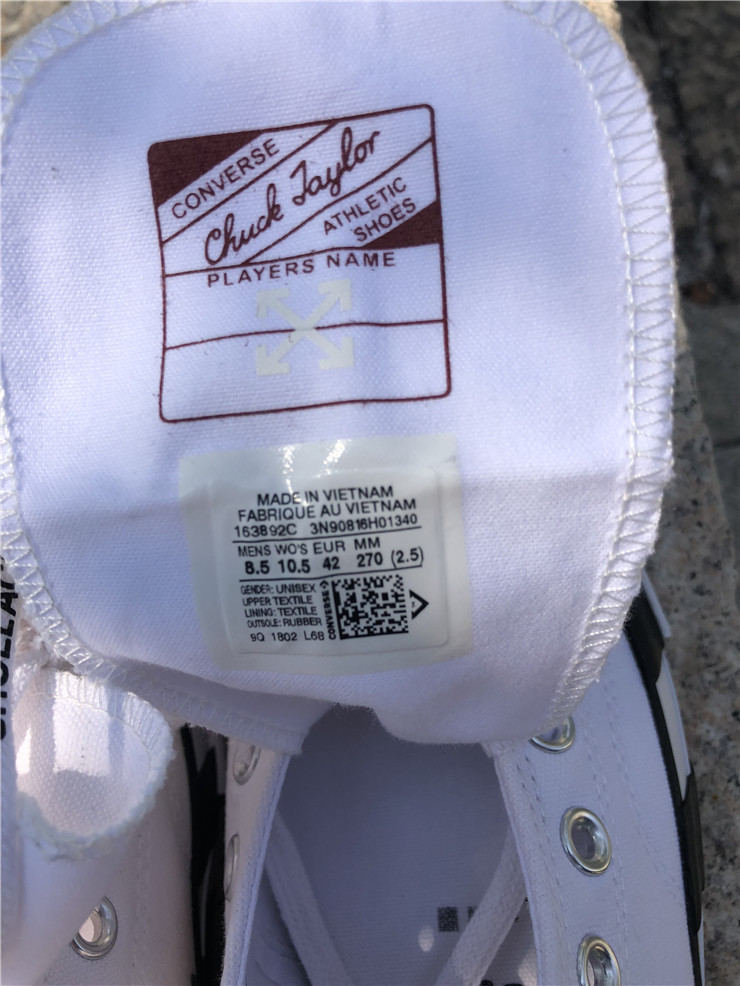 CONVERSE
Chuck Taylor
ATHLETIC
SHOES
PLAYERS NAME
MADE IN VIETNAM
FABRIQUE AU VIETNAM
163892C 3N90816H01340
MENS WO'S EUR MM
8.5 10.5 42 270 (2.5)
GENDER: UNISEX
UPPER TEXTILE
LINING: TEXTILE
OUTSOLE: RUBBER
9Q 1802 L68
CONVERSE